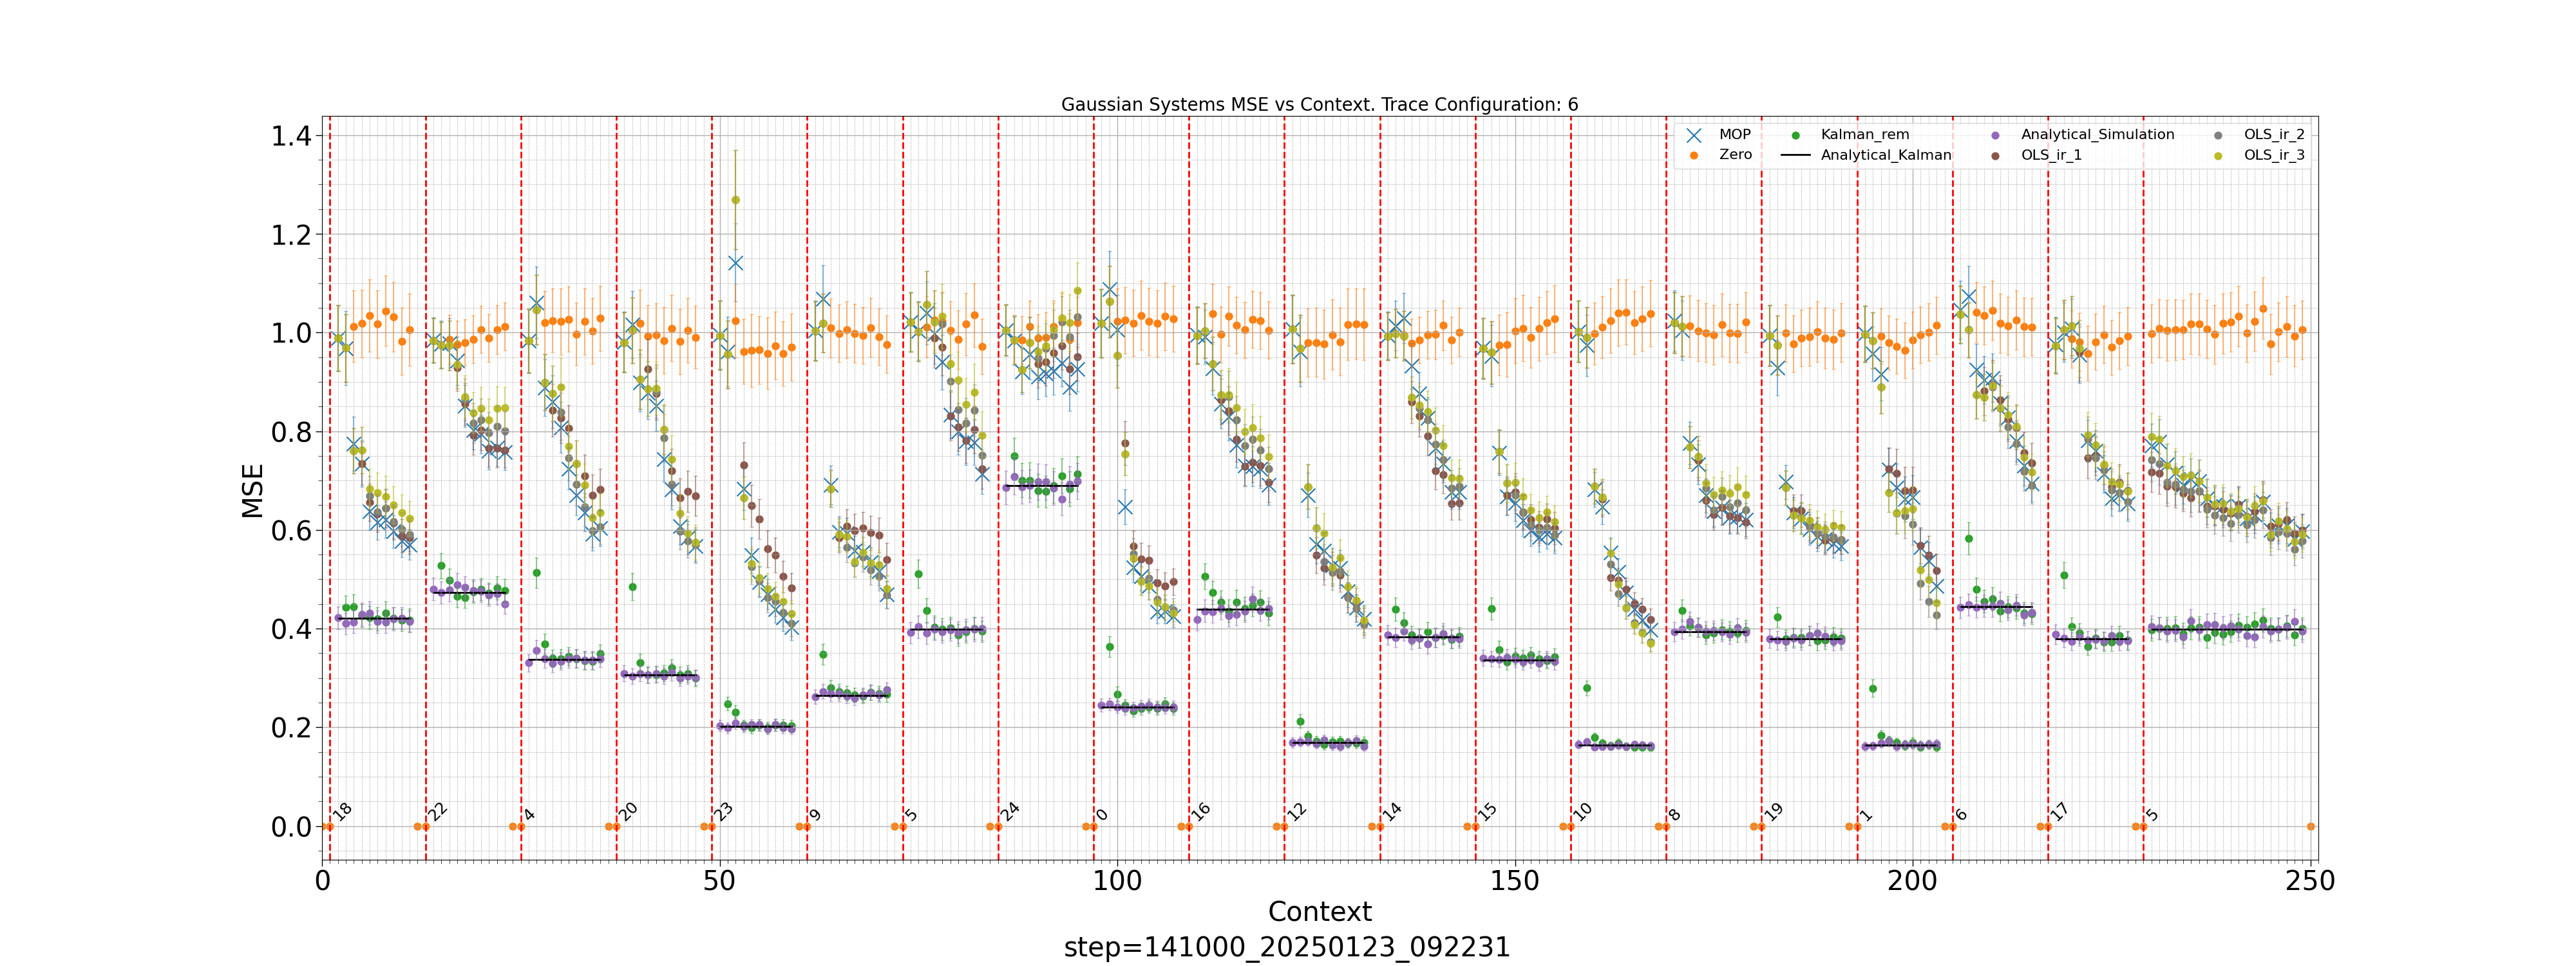 Gaussian Systems MSE vs Context. Trace Configuration: 6
MOP Kalman_rem Analytical_Simulation OLS_ir_2
Zero Analytical_Kalman OLS_ir_1 OLS_ir_3
1.4
1.2
1.0
0.8
0.6
0.4
0.2
0.0
MSE
18 22 4 20 23 9 5 24 0 16 12 14 15 10 8 19 1 6 17 5
0 50 100 150 200 250
Context
step=141000_20250123_092231